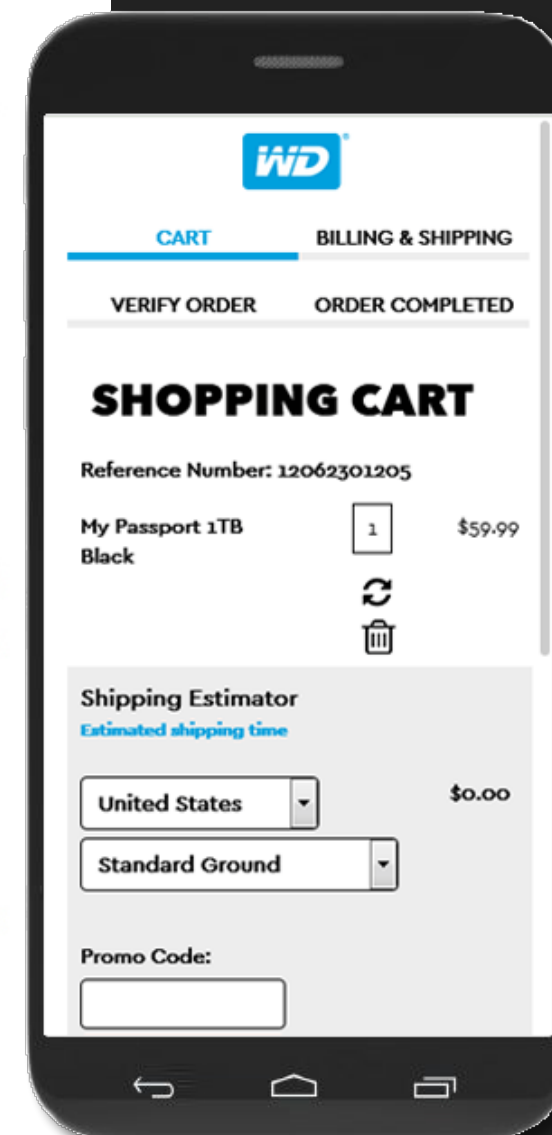 WD®
CART BILLING & SHIPPING
VERIFY ORDER ORDER COMPLETED
SHOPPING CART
Reference Number: 12062301205
My Passport 1TB 1 $59.99
Black
Shipping Estimator
Estimated shipping time
United States $0.00
Standard Ground
Promo Code: